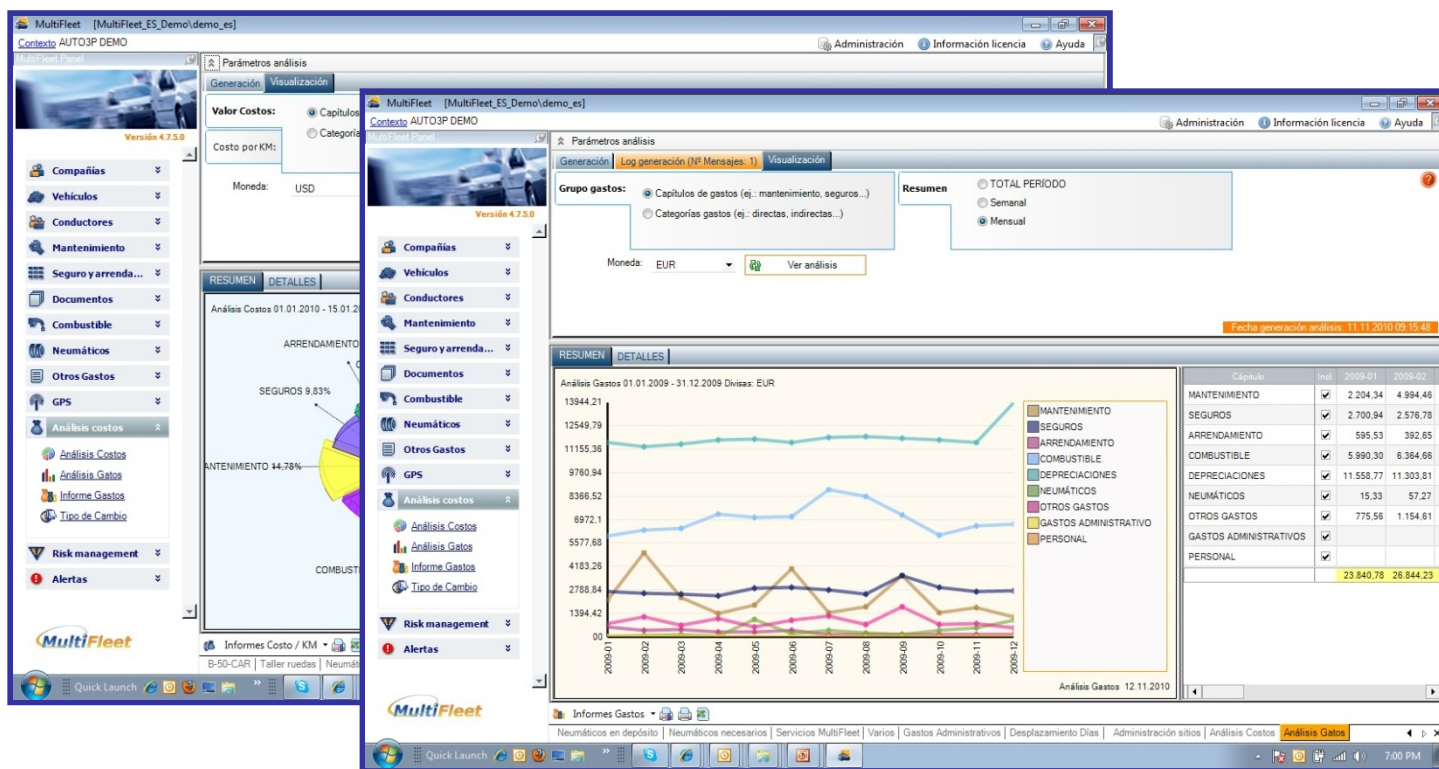 MultiFleet [MultiFleet_ES_Demo\demo_es]
Contexto AUTO3P DEMO
Administración Información licencia Ayuda
MultiFleet Panel
Parámetros análisis
Generación Visualización
Valor Costos: Capítulos
Categoría
Costo por KM:
Moneda: USD
Versión 4.7.5.0
Compañías
Vehículos
Conductores
Mantenimiento
Seguro y arrenda...
Documentos
Combustible
Neumáticos
Otros Gastos
GPS
Análisis costos
Análisis Costos
Análisis Gatos
Informe Gastos
Tipo de Cambio
Risk management
Alertas
MultiFleet
RESUMEN DETALLES
Análisis Costos 01.01.2010 - 15.01.2
ARRENDAMIENTO
SEGUROS 9,83%
ANTENIMIENTO 14,78%
COMBUST
Informes Costo / KM
B-50-CAR | Taller ruedas | Neumáti
Quick Launch
MultiFleet [MultiFleet_ES_Demo\demo_es]
Contexto AUTO3P DEMO
Administración Información licencia Ayuda
MultiFleet Panel
Versión 4.7.5.0
Compañías
Vehículos
Conductores
Mantenimiento
Seguro y arrenda...
Documentos
Combustible
Neumáticos
Otros Gastos
GPS
Análisis costos
Análisis Costos
Análisis Gatos
Informe Gastos
Tipo de Cambio
Risk management
Alertas
MultiFleet
Parámetros análisis
Generación Log generación (Nº Mensajes: 1) Visualización
Grupo gastos: Capítulos de gastos (ej.: mantenimiento, seguros...)
Categorías gastos (ej.: directas, indirectas...)
Resumen TOTAL PERÍODO
Semanal
Mensual
Moneda: EUR Ver análisis
Fecha generación análisis: 11.11.2010 09:15:48
RESUMEN DETALLES
Análisis Gastos 01.01.2009 - 31.12.2009 Divisas: EUR
13944,21
12549,79
11155,36
9760,94
8366,52
6972,1
5577,68
4183,26
2788,84
1394,42
00
2009-01
2009-02
2009-03
2009-04
2009-05
2009-06
2009-07
2009-08
2009-09
2009-10
2009-11
2009-12
MANTENIMIENTO
SEGUROS
ARRENDAMIENTO
COMBUSTIBLE
DEPRECIACIONES
NEUMÁTICOS
OTROS GASTOS
GASTOS ADMINISTRATIVO
PERSONAL
Análisis Gastos 12.11.2010
Capítulo Incl. 2009-01 2009-02
MANTENIMIENTO 2.204,34 4.994,46
SEGUROS 2.700,94 2.576,78
ARRENDAMIENTO 595,53 392,65
COMBUSTIBLE 5.990,30 6.364,66
DEPRECIACIONES 11.558,77 11.303,81
NEUMÁTICOS 15,33 57,27
OTROS GASTOS 775,56 1.154,61
GASTOS ADMINISTRATIVOS
PERSONAL
23.840,78 26.844,23
Informes Gastos
Neumáticos en depósito | Neumáticos necesarios | Servicios MultiFleet | Varios | Gastos Administrativos | Desplazamiento Días | Administración sitios | Análisis Costos Análisis Gatos
Quick Launch
7:00 PM